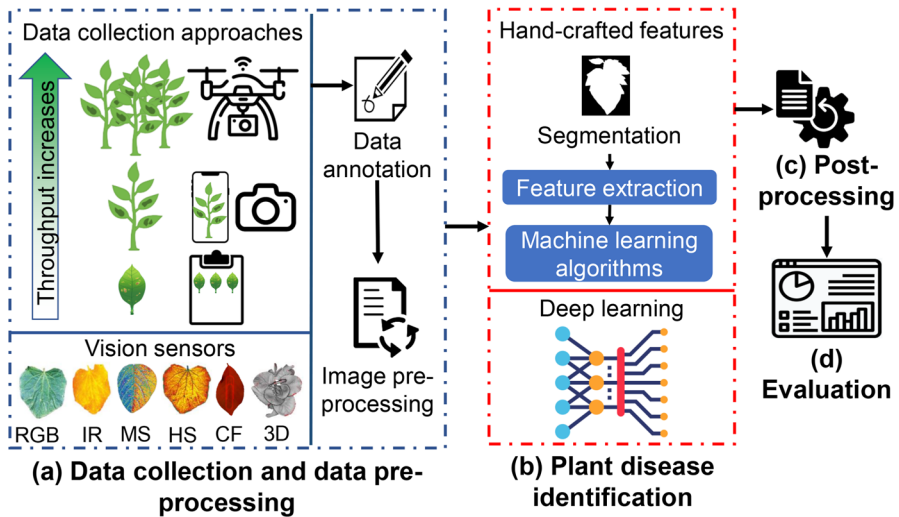 Data collection approaches
Throughput increases
Data
annotation
Image pre-
processing
Vision sensors
RGB IR MS HS CF 3D
(a) Data collection and data pre-
processing
Hand-crafted features
Segmentation
Feature extraction
Machine learning
algorithms
Deep learning
(b) Plant disease
identification
(c) Post-
processing
(d)
Evaluation